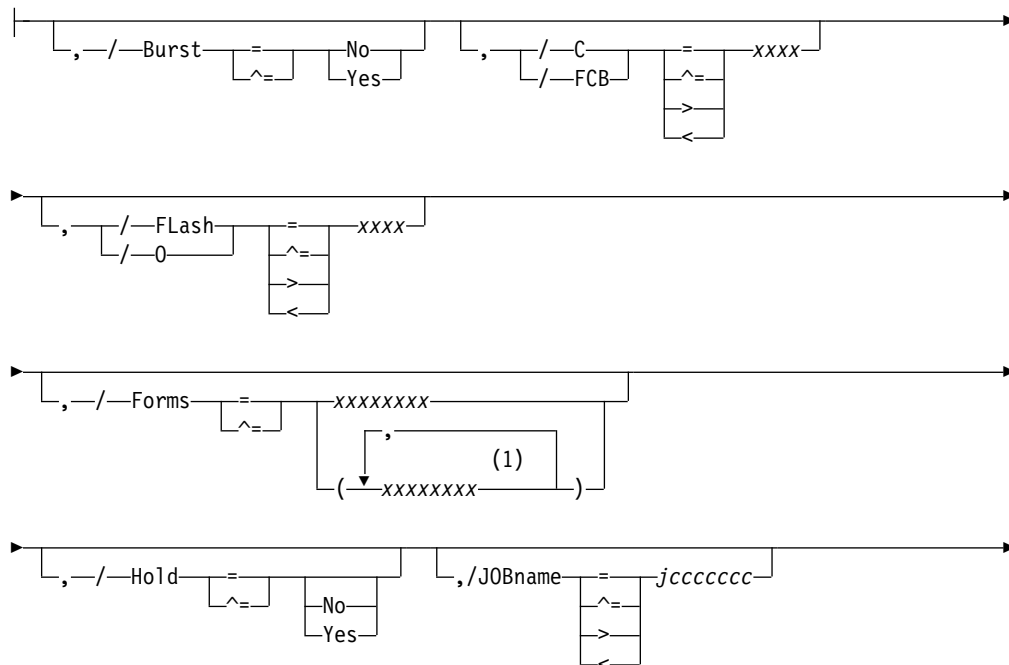 , / Burst = No , / C = xxxx
^= Yes / FCB ^=
>
<
, / FLash = xxxx
/ O ^=
>
<
, / Forms = xxxxxxxx
^= ,
(1)
( xxxxxxxx )
, / Hold = ,/JOBname = jccccccc
^= No ^=
Yes >
<